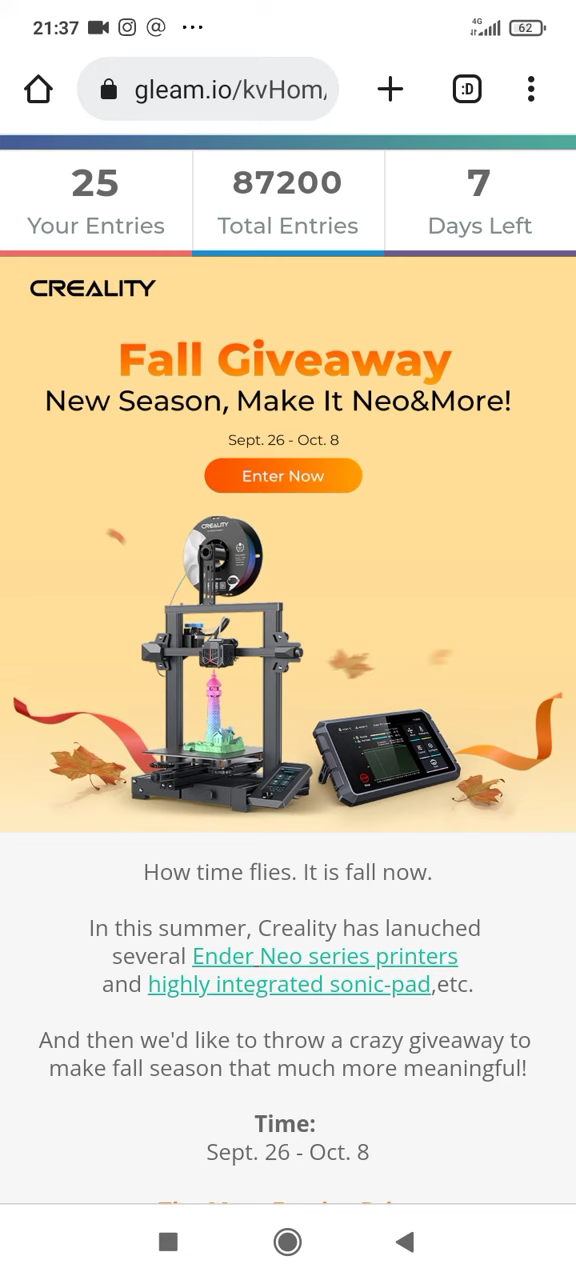 21:37
4G
62
:D
gleam.io/kvHom
25
Your Entries
87200
Total Entries
7
Days Left
CREALITY
Fall Giveaway
New Season, Make It Neo&More!
Sept. 26 - Oct. 8
Enter Now
CREALITY
How time flies. It is fall now.
In this summer, Creality has lanuched
several Ender Neo series printers
and highly integrated sonic-pad,etc.
And then we'd like to throw a crazy giveaway to
make fall season that much more meaningful!
Time:
Sept. 26 - Oct. 8